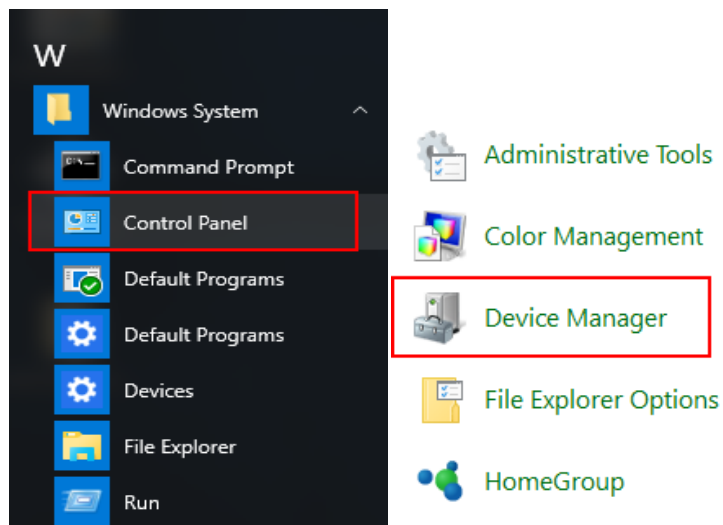 W
Windows System
Command Prompt
Control Panel
Default Programs
Default Programs
Devices
File Explorer
Run
Administrative Tools
Color Management
Device Manager
File Explorer Options
HomeGroup